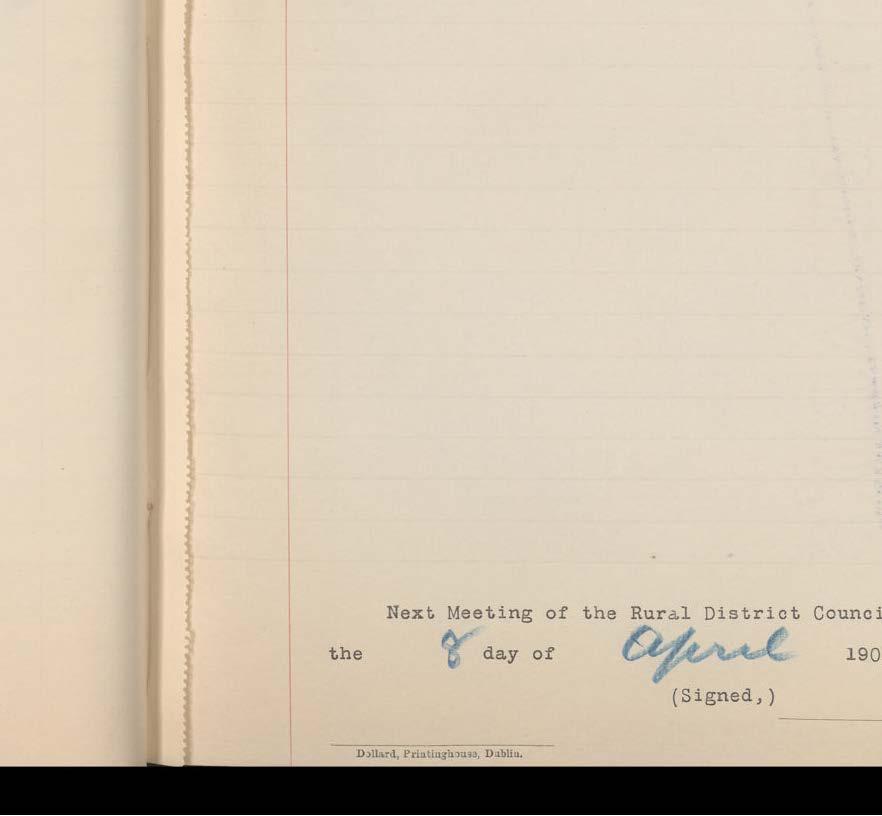 Next Meeting of the Rural District Counci
the 8 day of April 190
(Signed,)
Dollard, Printinghouse, Dublin.